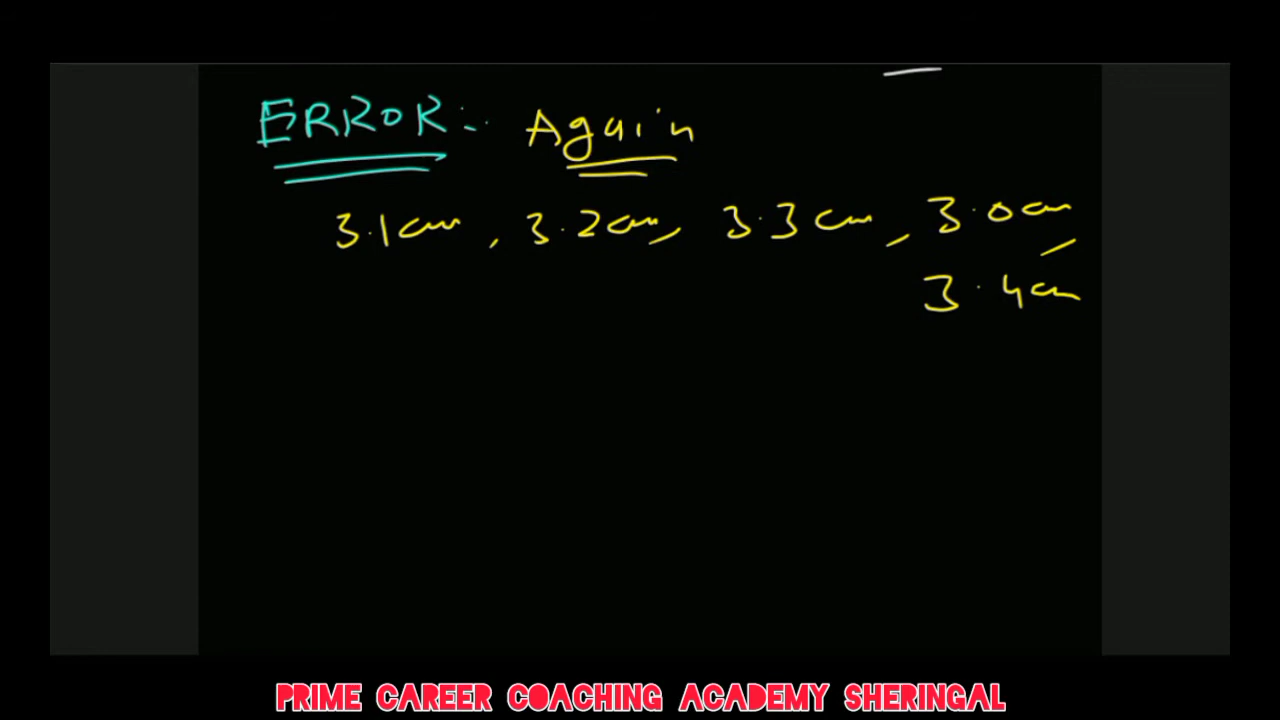 ERROR:- Again
3.1cm, 3.2cm, 3.3cm, 3.0cm,
3.4cm
PRIME CAREER COACHING ACADEMY SHERINGAL